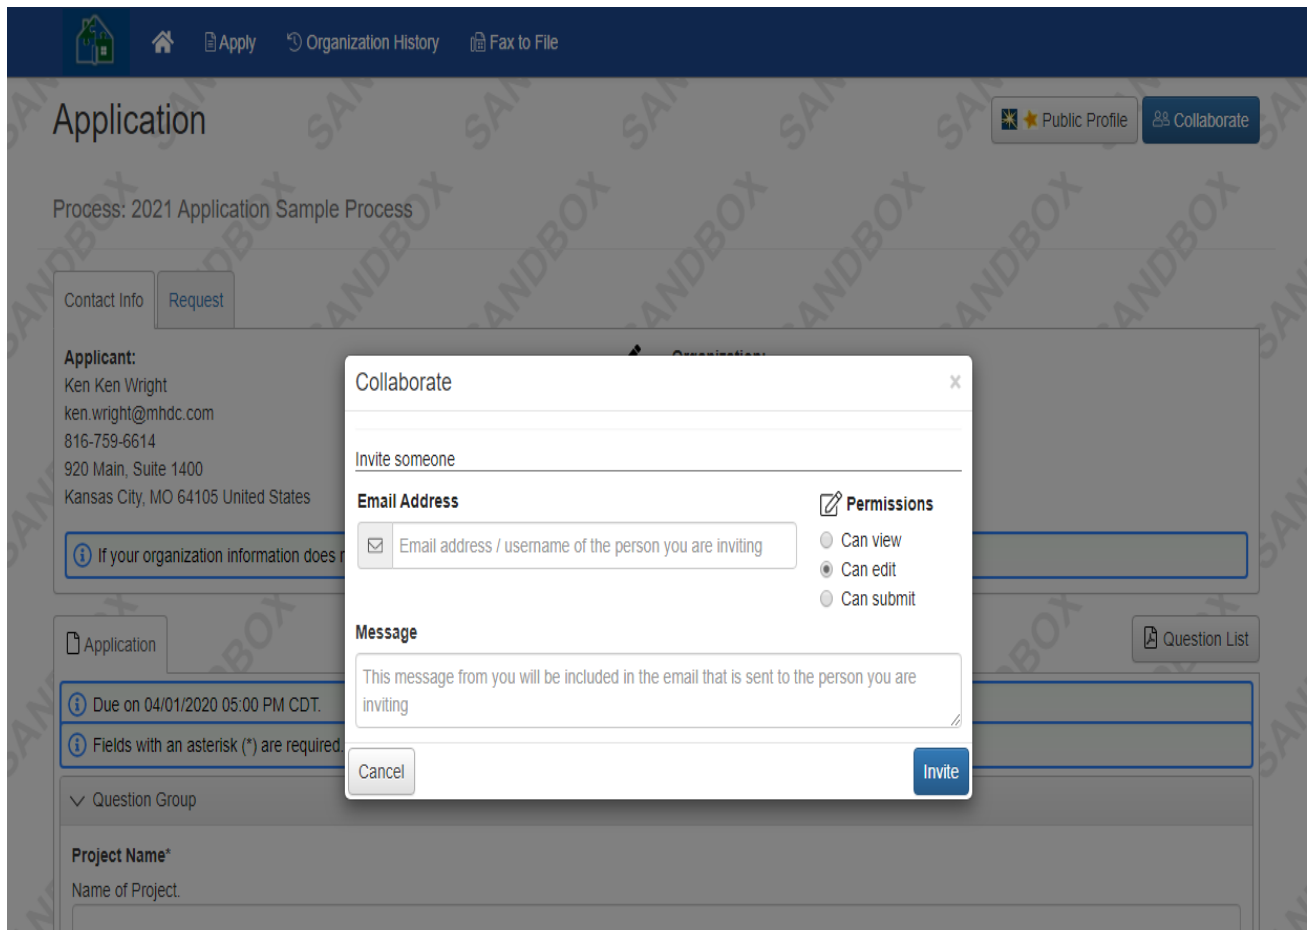 Apply
Organization History
Fax to File
Application
Public Profile
Collaborate
Process: 2021 Application Sample Process
Contact Info
Request
Applicant:
Ken Ken Wright
ken.wright@mhdc.com
816-759-6614
920 Main, Suite 1400
Kansas City, MO 64105 United States
If your organization information does
Collaborate
×
Invite someone
Email Address
Permissions
Email address / username of the person you are inviting
Can view
Can edit
Can submit
Message
This message from you will be included in the email that is sent to the person you are
inviting
Cancel
Invite
Application
Question List
Due on 04/01/2020 05:00 PM CDT.
Fields with an asterisk (*) are required.
Question Group
Project Name*
Name of Project.
SANDBOX